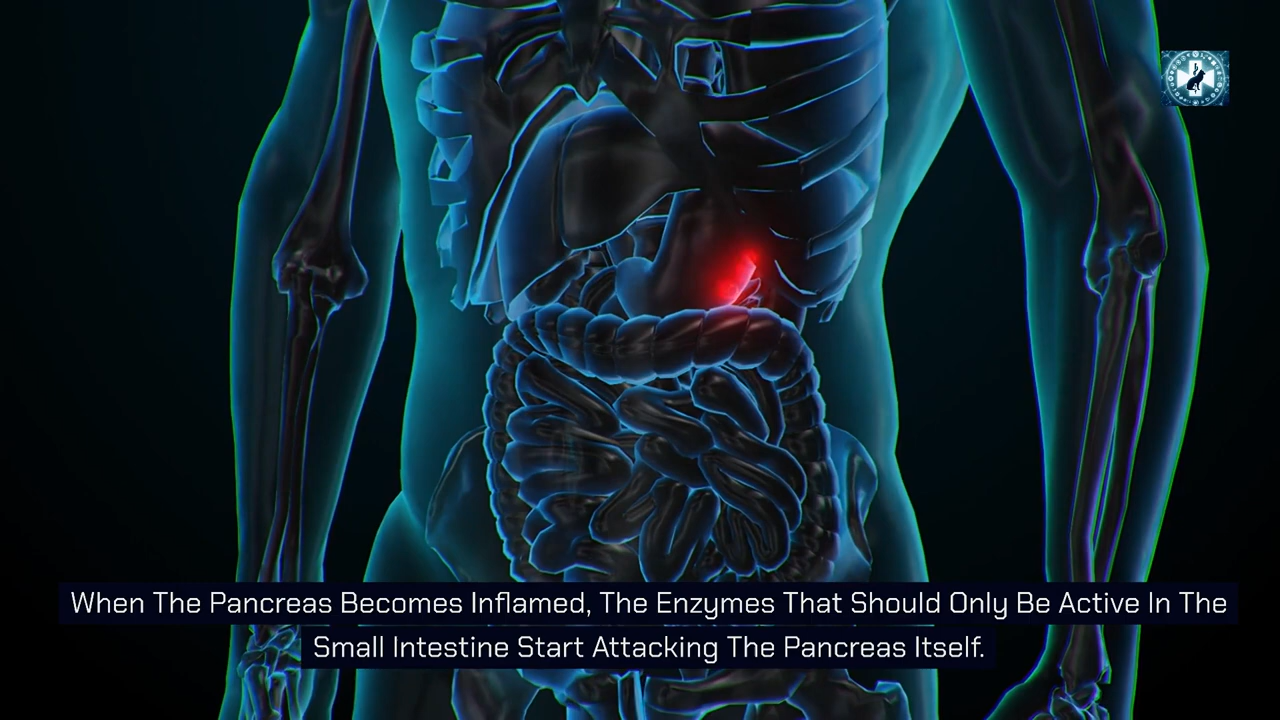 When The Pancreas Becomes Inflamed, The Enzymes That Should Only Be Active In The
Small Intestine Start Attacking The Pancreas Itself.